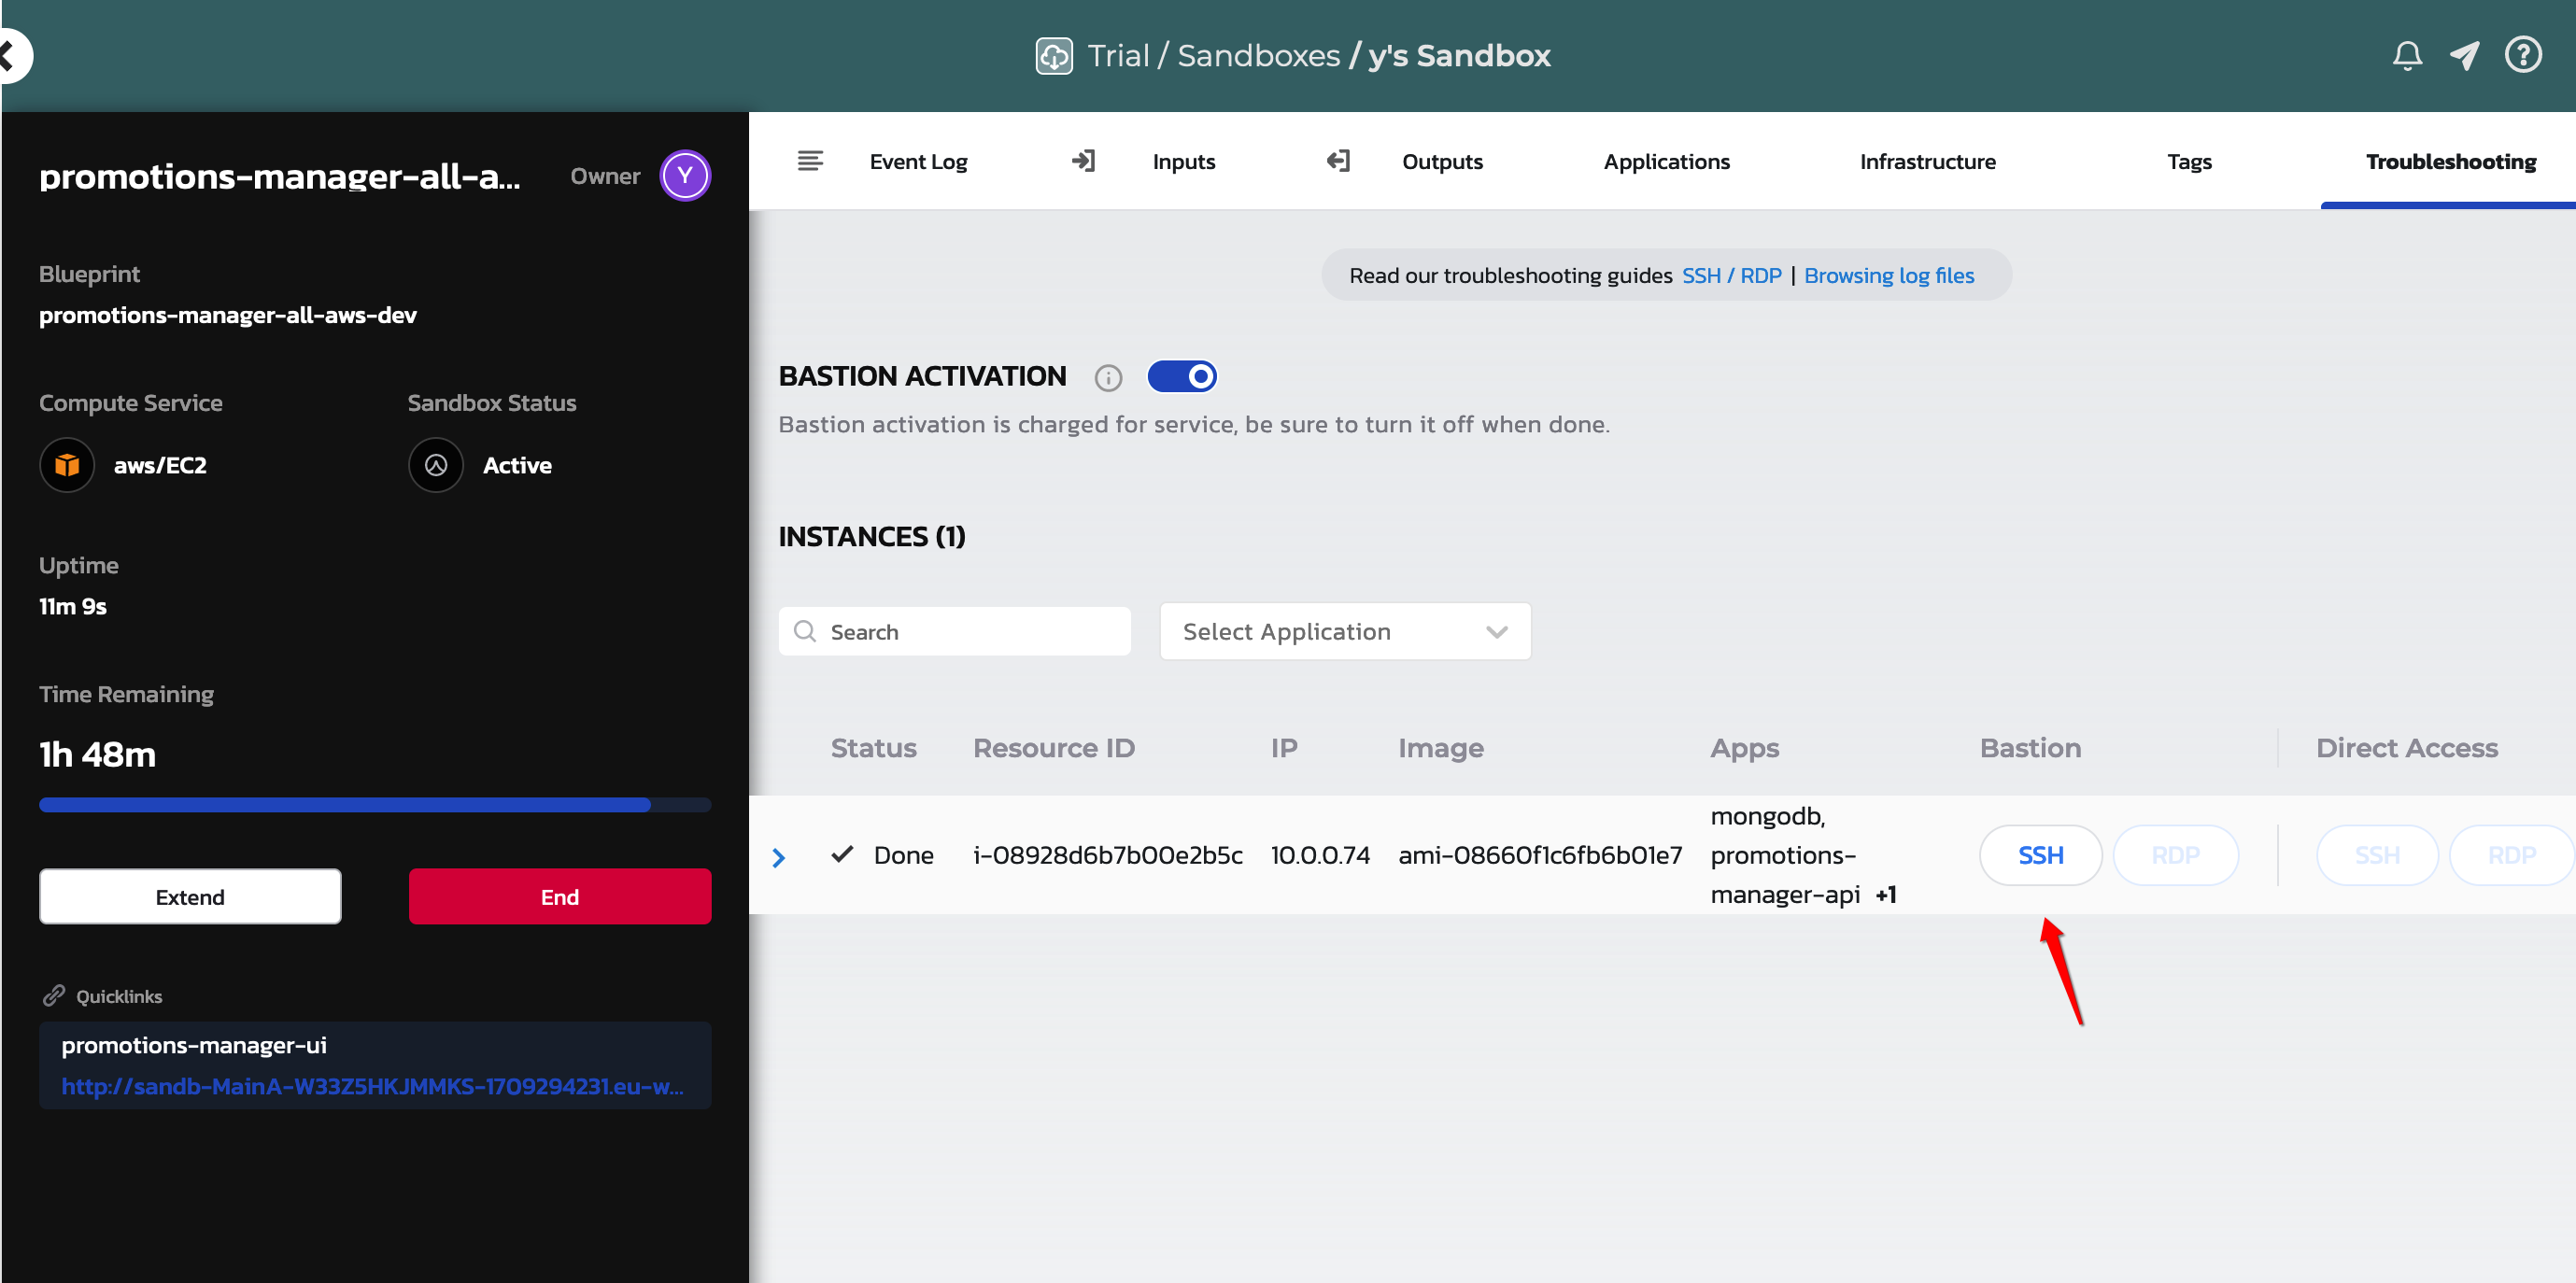 Trial / Sandboxes / y's Sandbox
promotions-manager-all-a...
Owner
Y
Blueprint
promotions-manager-all-aws-dev
Compute Service
Sandbox Status
aws/EC2
Active
Uptime
11m 9s
Time Remaining
1h 48m
Extend
End
Quicklinks
promotions-manager-ui
http://sandb-MainA-W33Z5HKJMMKS-1709294231.eu-w...
Event Log
Inputs
Outputs
Applications
Infrastructure
Tags
Troubleshooting
Read our troubleshooting guides SSH / RDP | Browsing log files
BASTION ACTIVATION
Bastion activation is charged for service, be sure to turn it off when done.
INSTANCES (1)
Search
Select Application
Status
Resource ID
IP
Image
Apps
Bastion
Direct Access
Done
i-08928d6b7b00e2b5c
10.0.0.74
ami-08660f1c6fb6b01e7
mongodb,
promotions-
manager-api +1
SSH
RDP
SSH
RDP